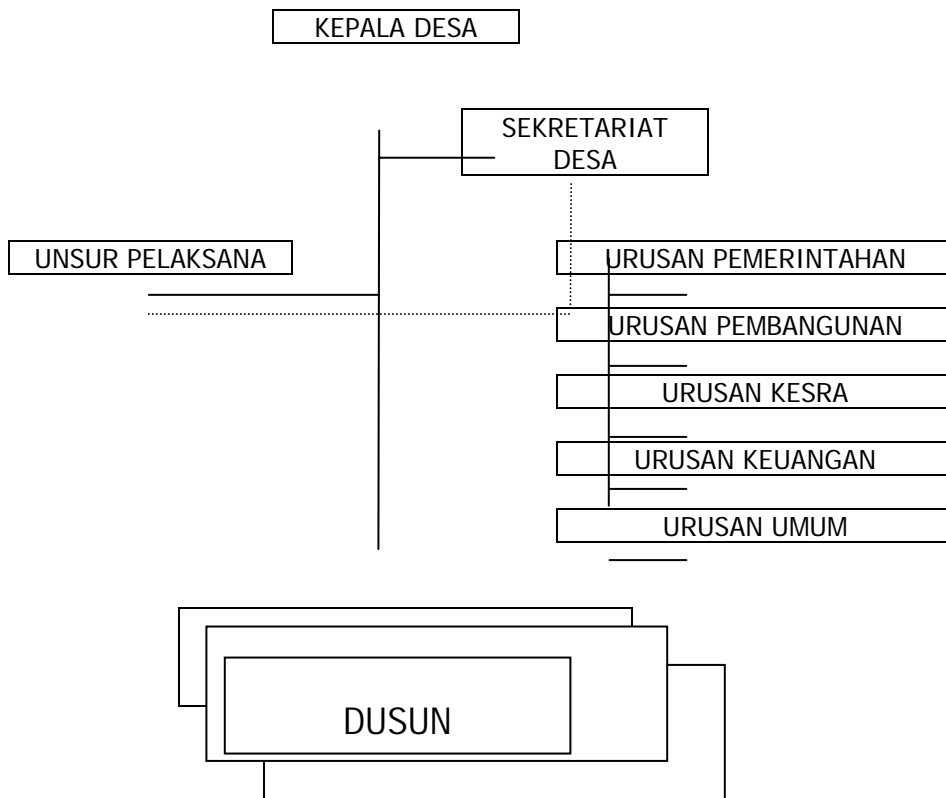 KEPALA DESA
SEKRETARIAT
DESA
UNSUR PELAKSANA
URUSAN PEMERINTAHAN
URUSAN PEMBANGUNAN
URUSAN KESRA
URUSAN KEUANGAN
URUSAN UMUM
DUSUN